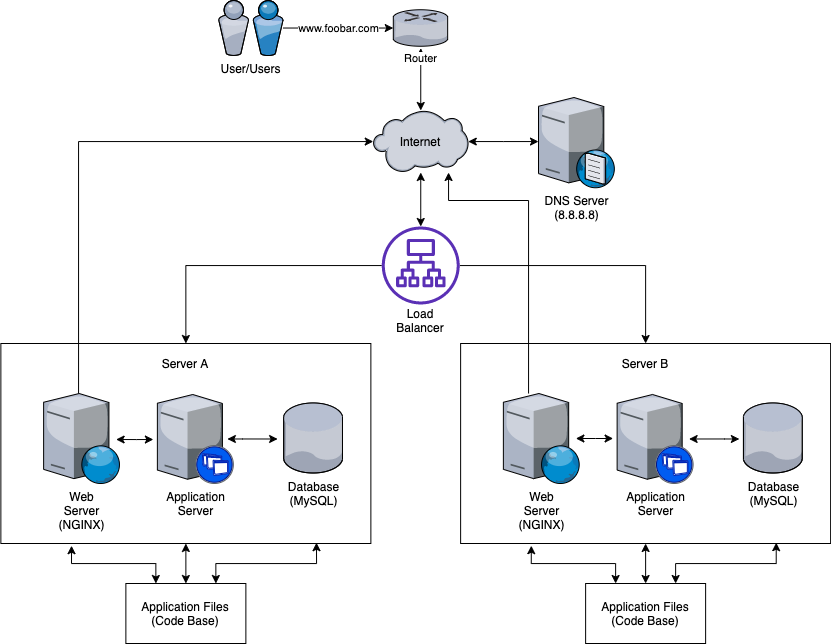 www.foobar.com
User/Users
Router
Internet
DNS Server
(8.8.8.8)
Load
Balancer
Server A
Web
Server
(NGINX)
Application
Server
Database
(MySQL)
Application Files
(Code Base)
Server B
Web
Server
(NGINX)
Application
Server
Database
(MySQL)
Application Files
(Code Base)